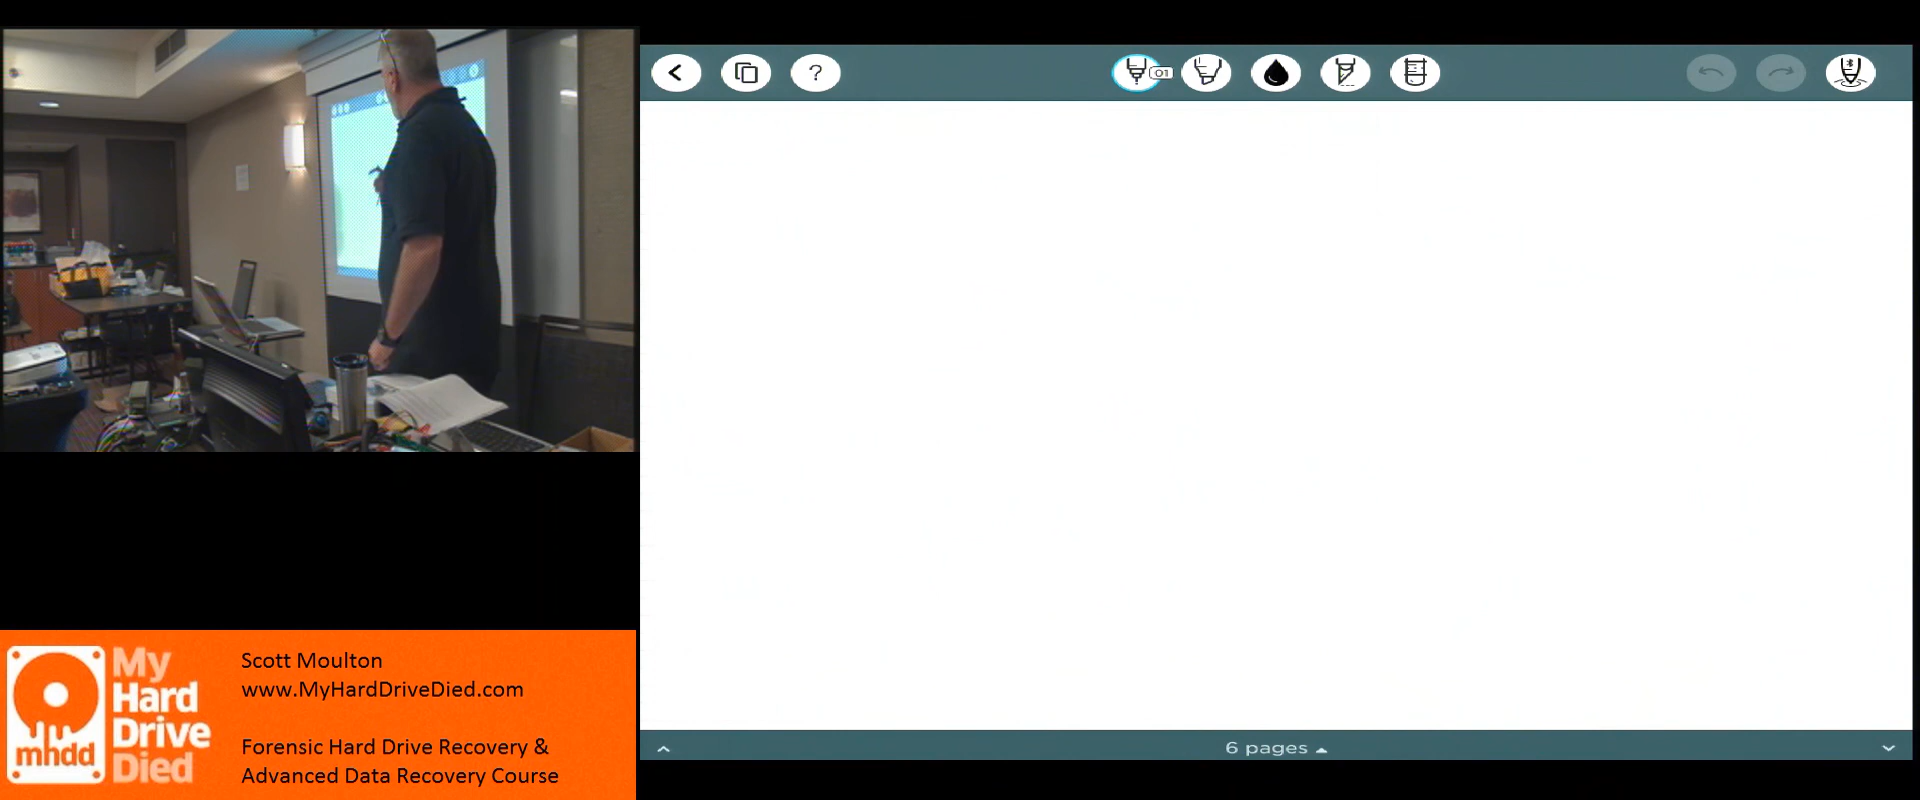 ?
01
6 pages
My
Hard
Drive
Died
mhdd
Scott Moulton
www.MyHardDriveDied.com
Forensic Hard Drive Recovery &
Advanced Data Recovery Course